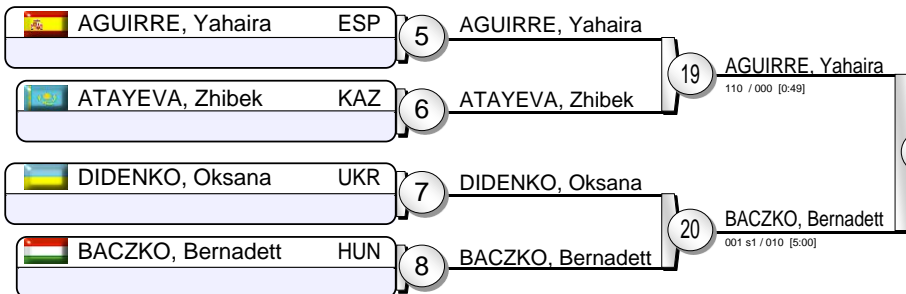 AGUIRRE, Yahaira ESP
5
AGUIRRE, Yahaira
19
AGUIRRE, Yahaira
110 / 000 [0:49]
ATAYEVA, Zhibek KAZ
6
ATAYEVA, Zhibek
DIDENKO, Oksana UKR
7
DIDENKO, Oksana
20
BACZKO, Bernadett
001 s1 / 010 [5:00]
BACZKO, Bernadett HUN
8
BACZKO, Bernadett